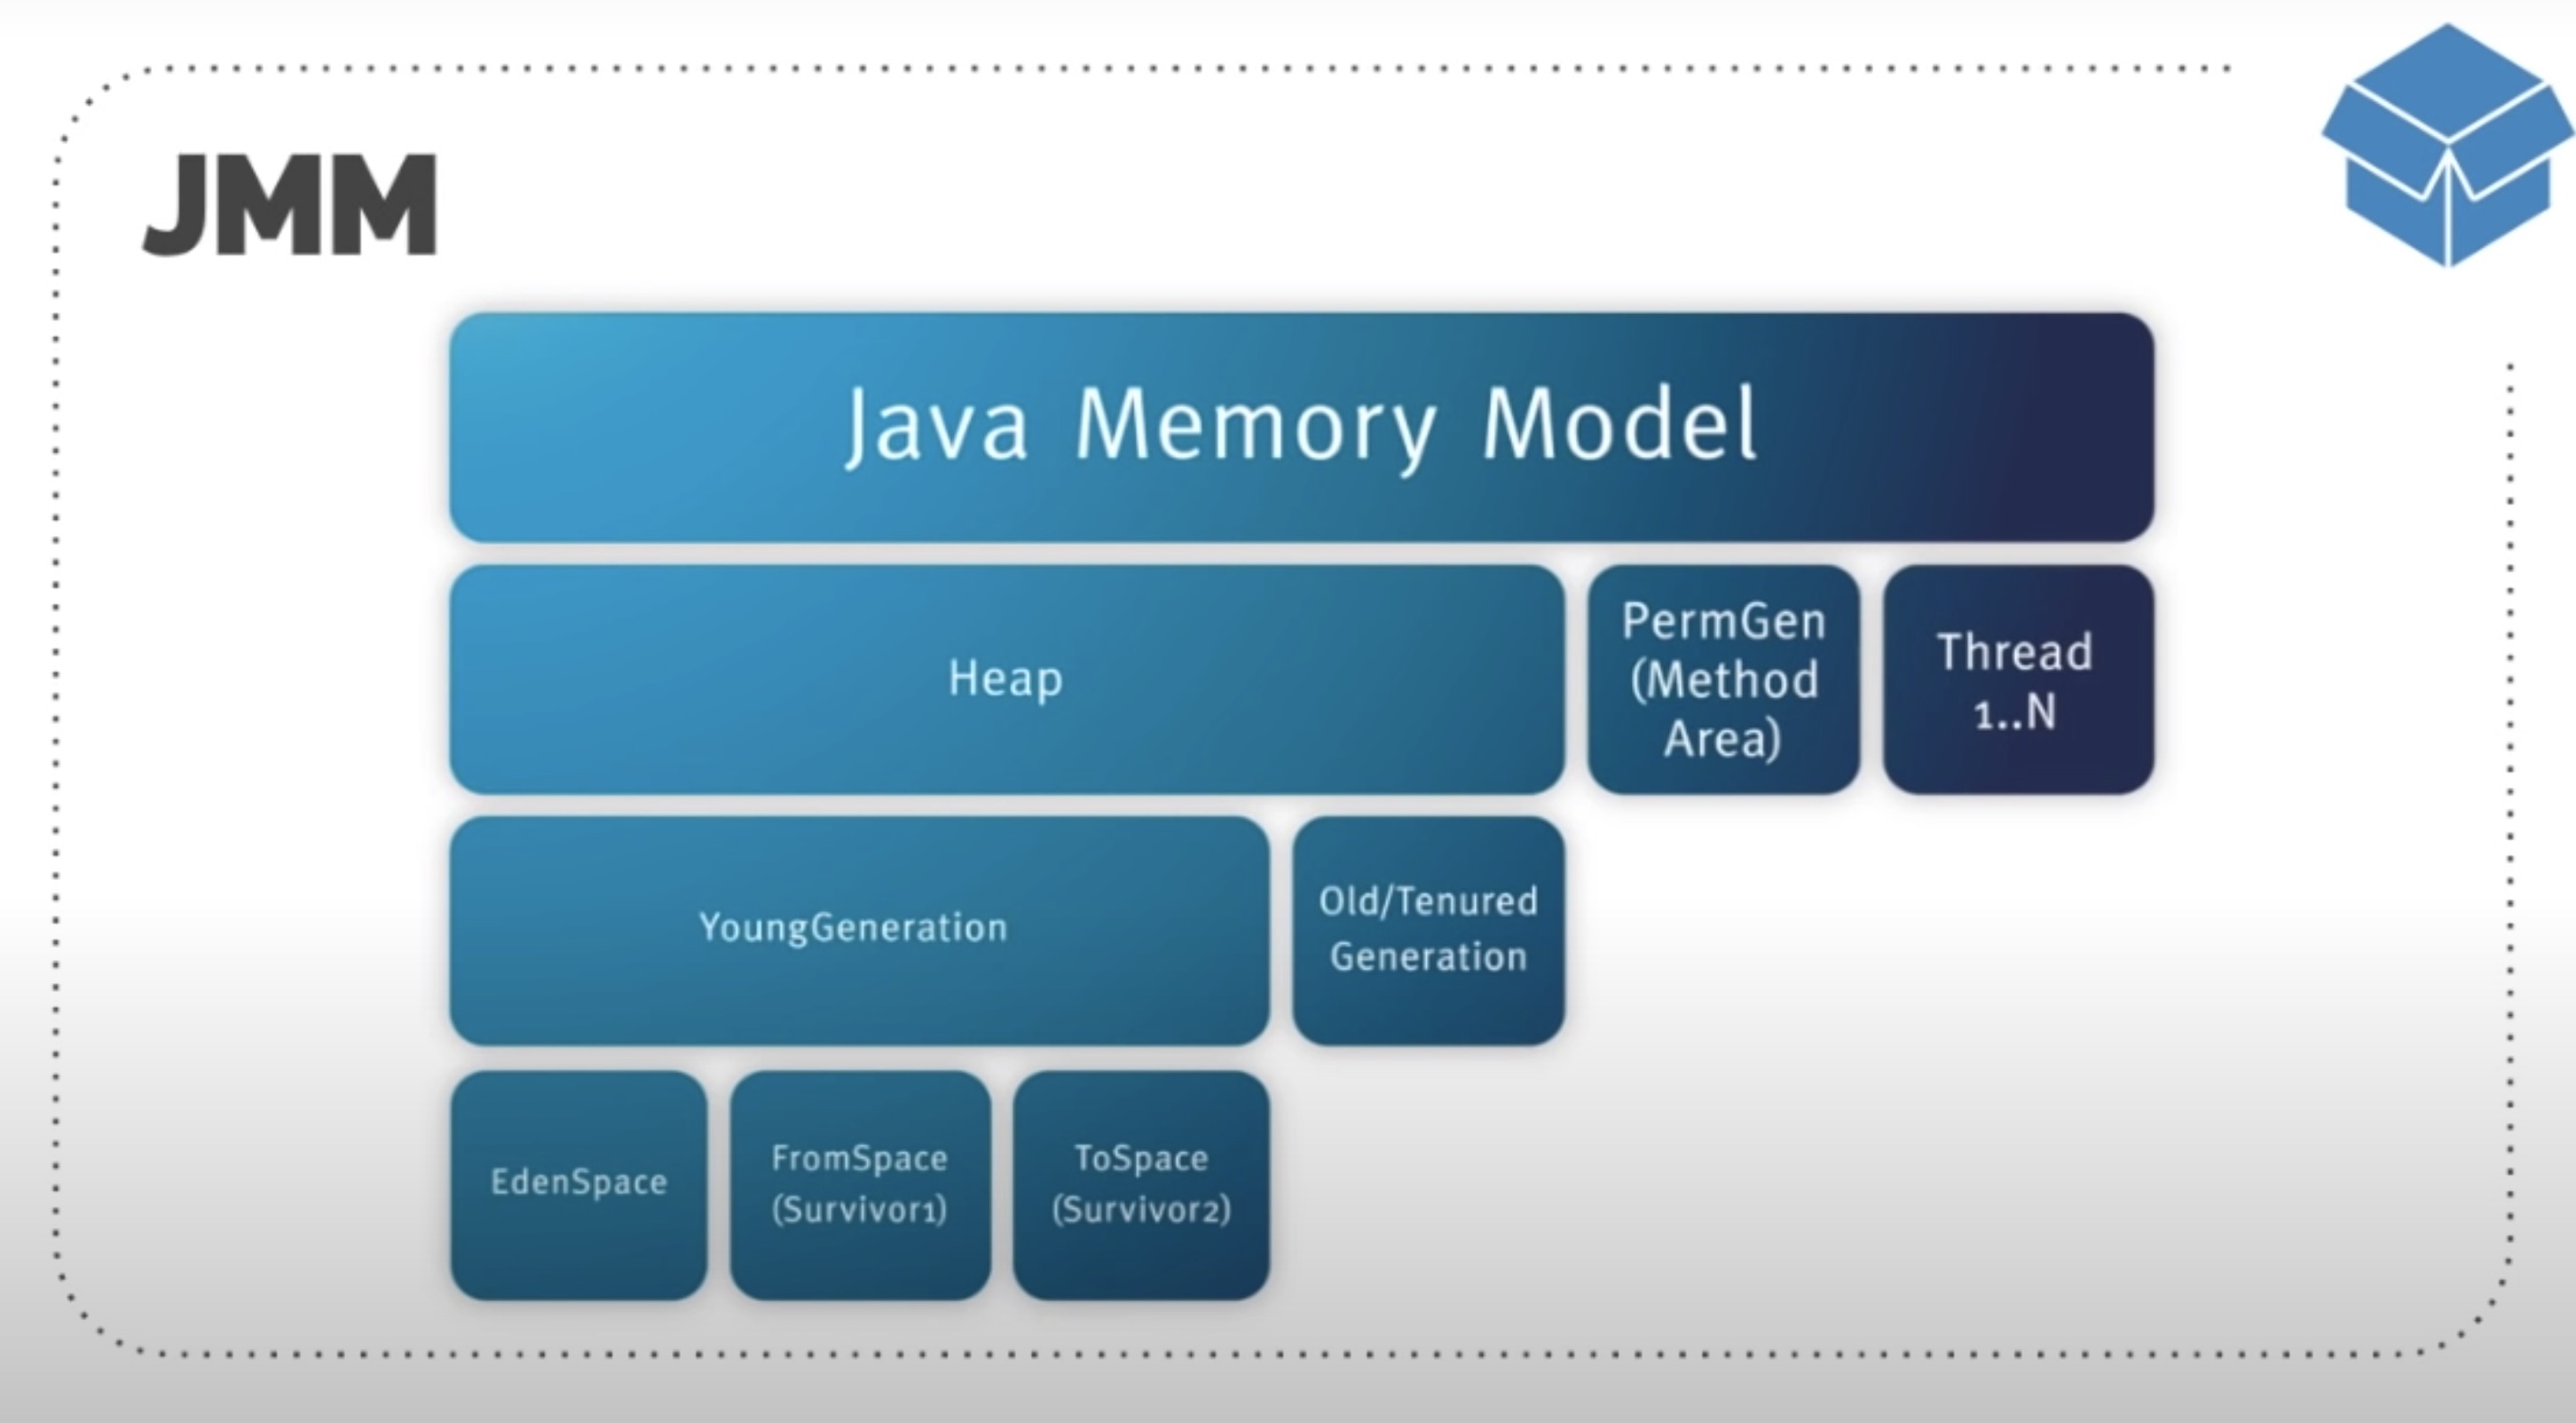 JMM
Java Memory Model
Heap
PermGen
(Method
Area)
Thread
1..N
YoungGeneration
Old/Tenured
Generation
EdenSpace
FromSpace
(Survivor1)
ToSpace
(Survivor2)